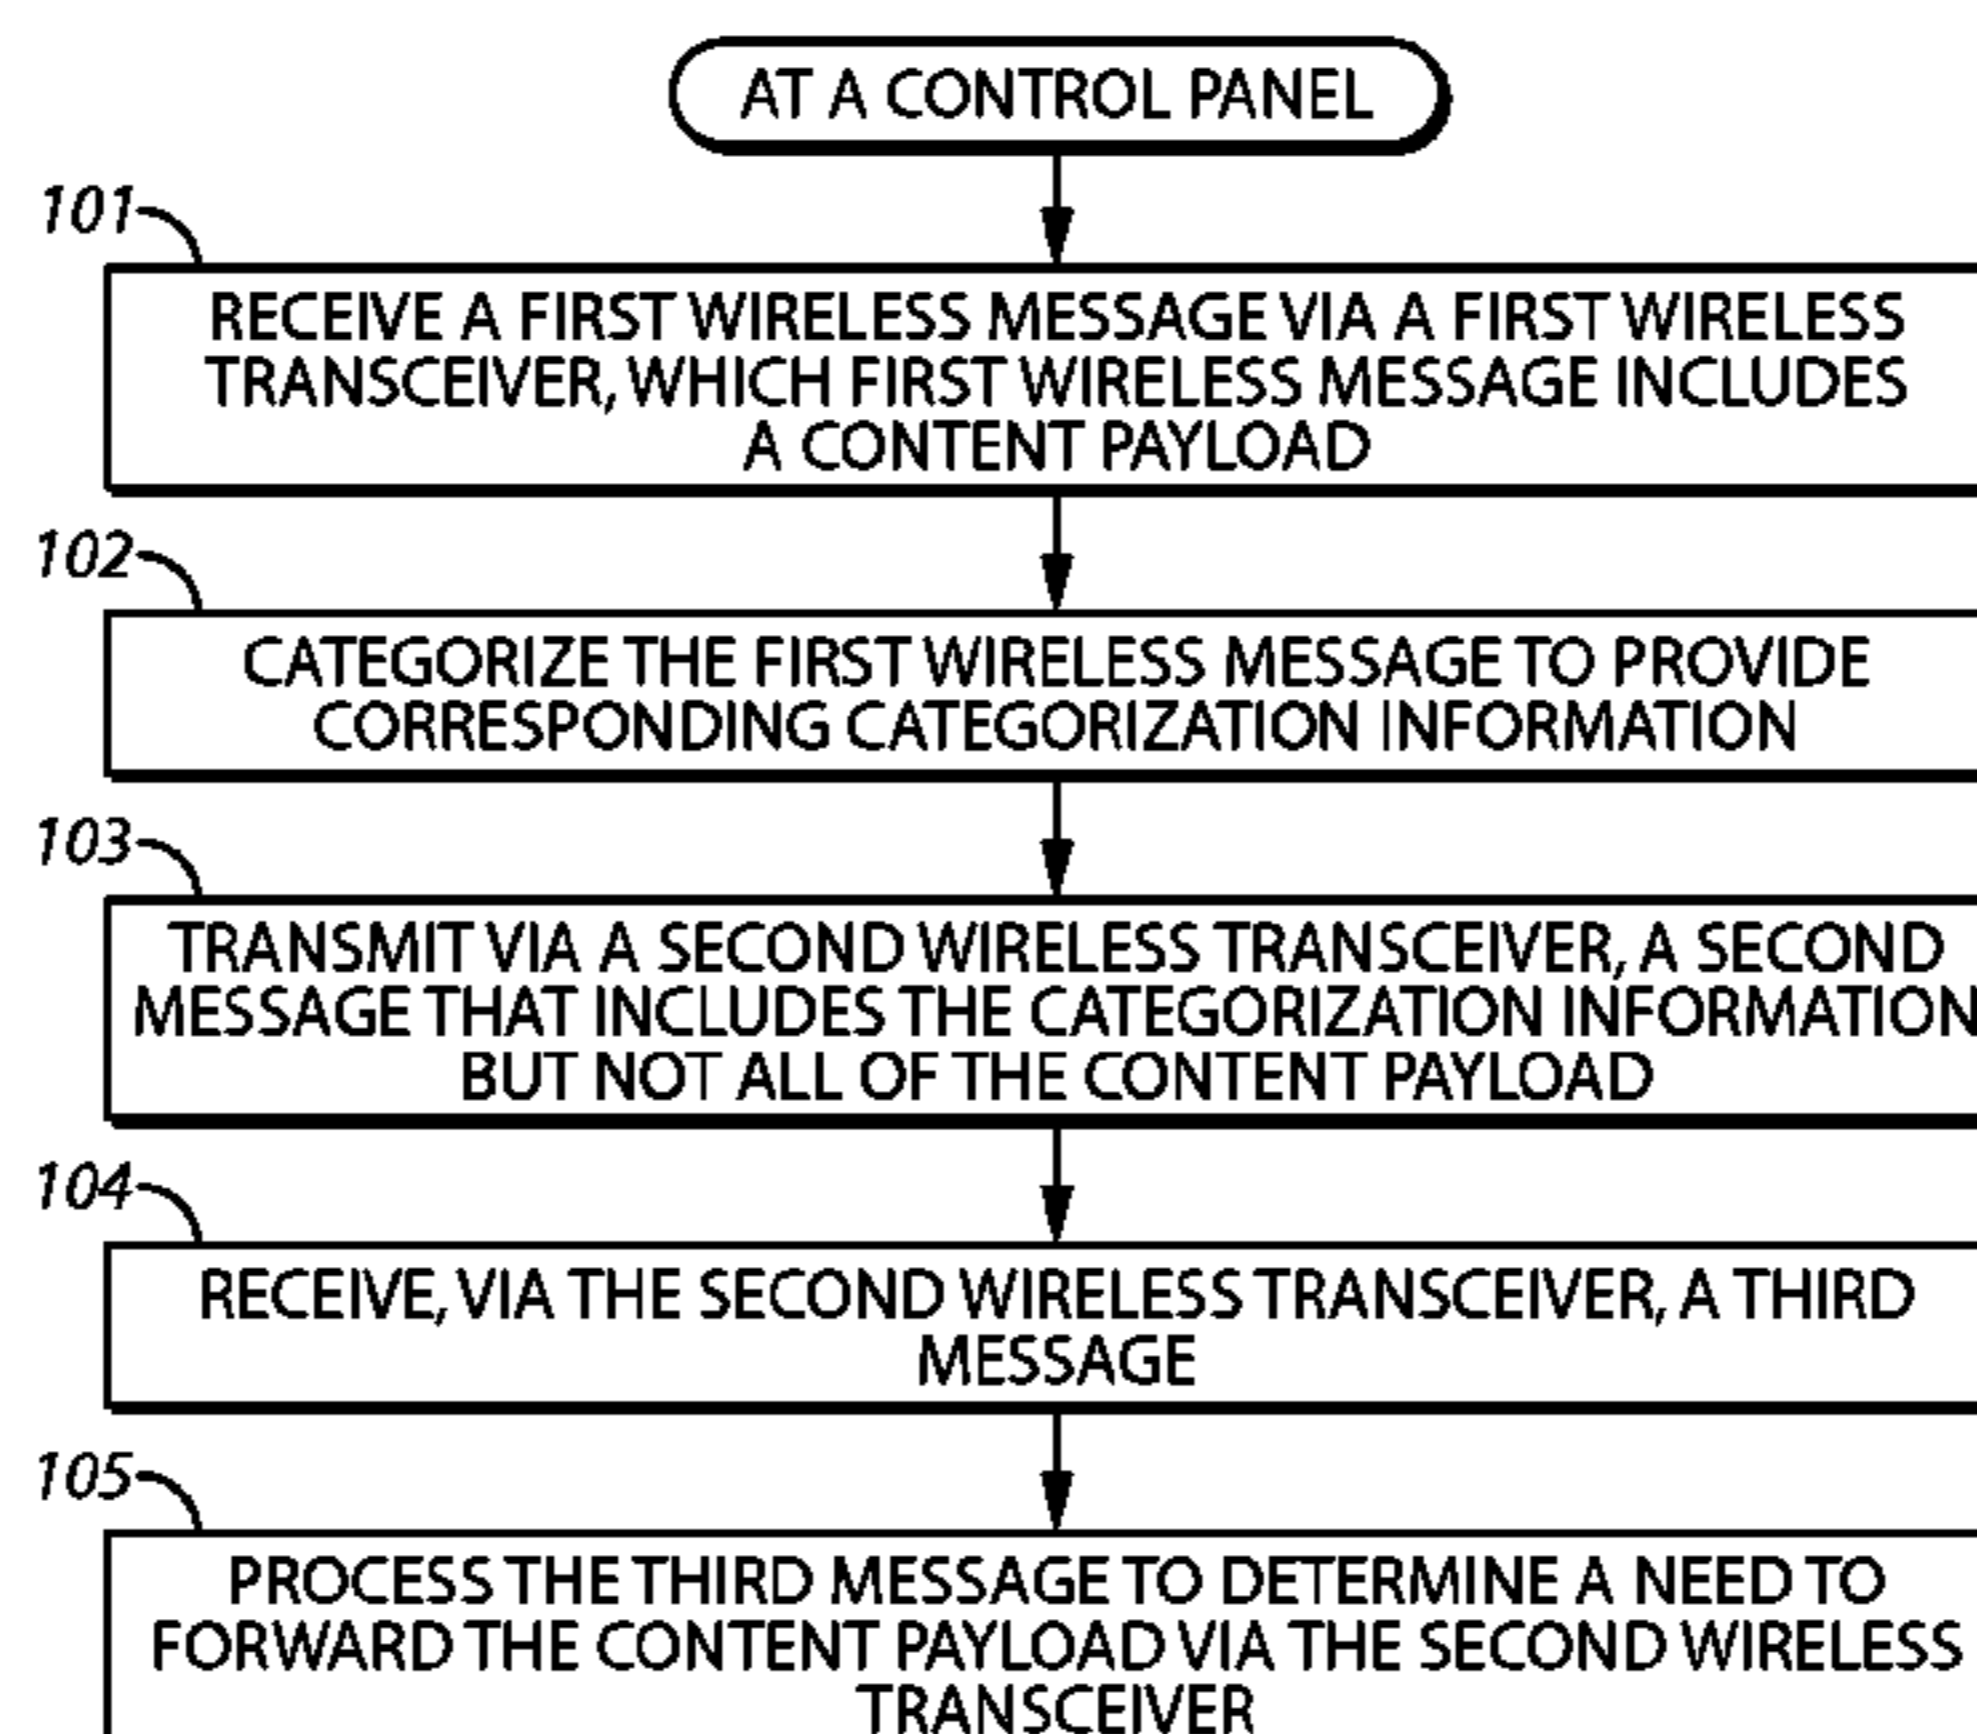 AT A CONTROL PANEL
101
RECEIVE A FIRST WIRELESS MESSAGE VIA A FIRST WIRELESS
TRANSCEIVER, WHICH FIRST WIRELESS MESSAGE INCLUDES
A CONTENT PAYLOAD
102
CATEGORIZE THE FIRST WIRELESS MESSAGE TO PROVIDE
CORRESPONDING CATEGORIZATION INFORMATION
103
TRANSMIT VIA A SECOND WIRELESS TRANSCEIVER, A SECOND
MESSAGE THAT INCLUDES THE CATEGORIZATION INFORMATION
BUT NOT ALL OF THE CONTENT PAYLOAD
104
RECEIVE, VIA THE SECOND WIRELESS TRANSCEIVER, A THIRD
MESSAGE
105
PROCESS THE THIRD MESSAGE TO DETERMINE A NEED TO
FORWARD THE CONTENT PAYLOAD VIA THE SECOND WIRELESS
TRANSCEIVER